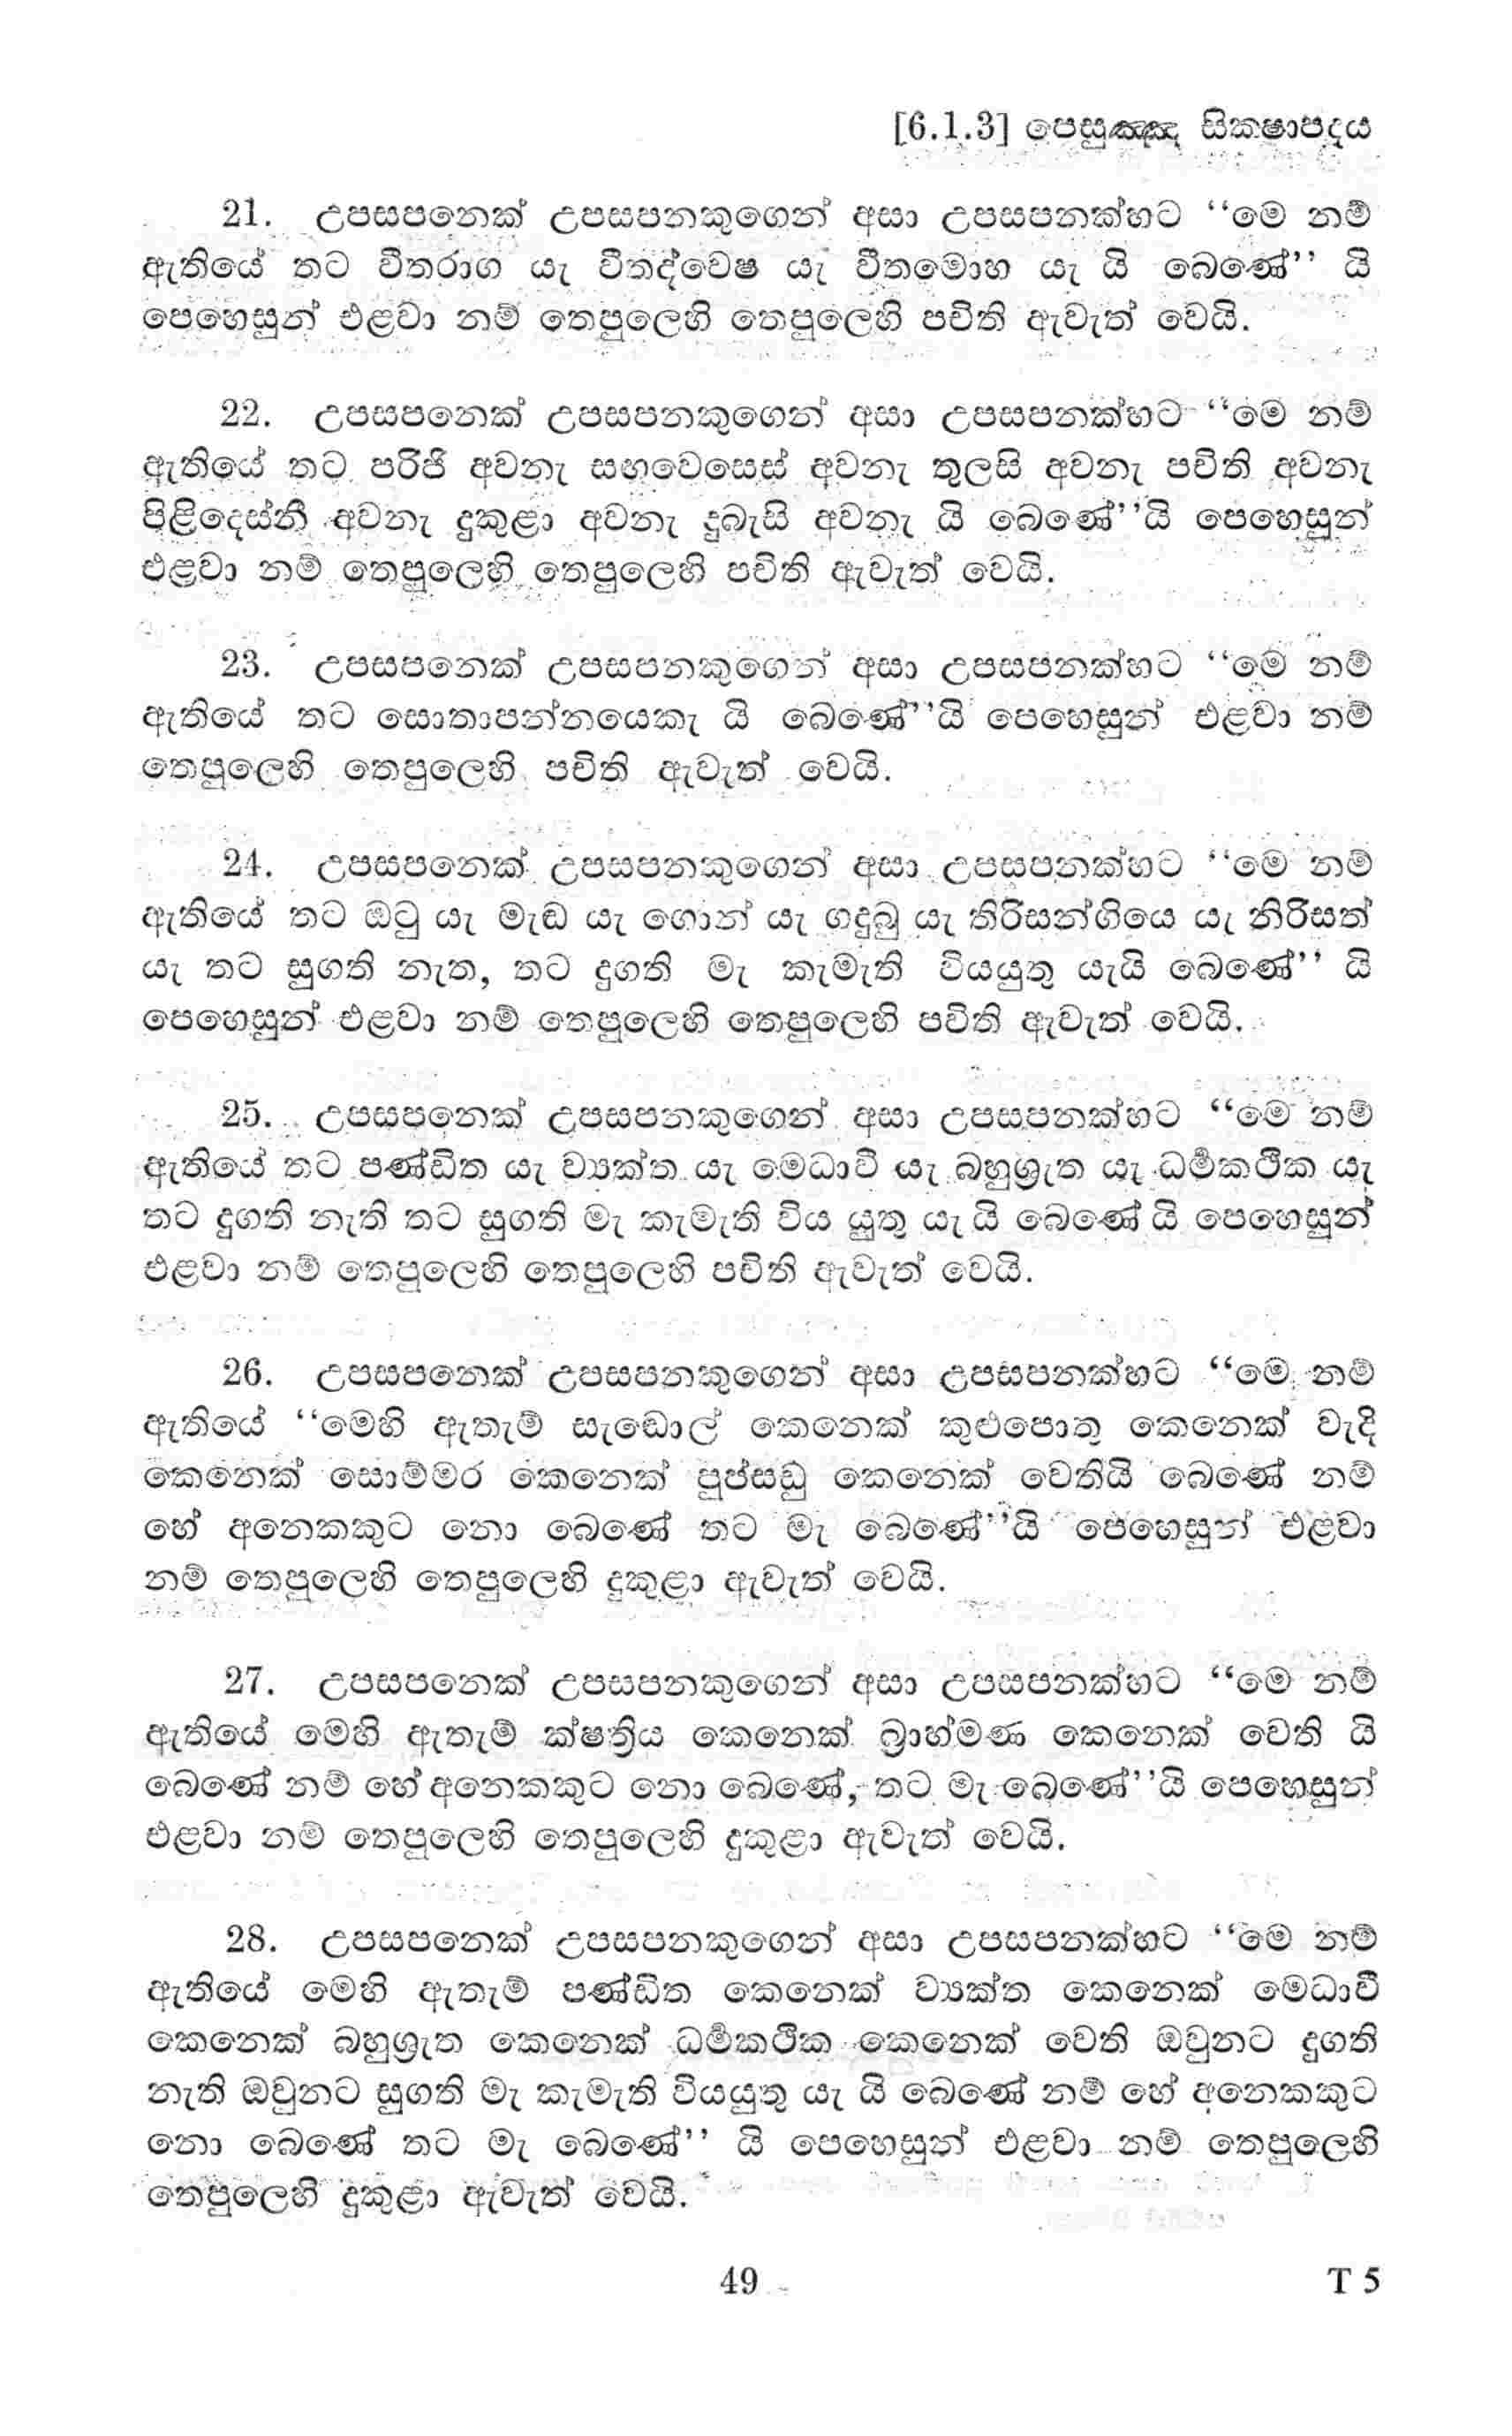 [6.1.3] පෙසුඤ්ඤ සික්ෂාපදය
21. උපසපනෙක් උපසපනකුගෙන් අසා උපසපනක්හට “මෙ නම්
ඇතියේ තට වීතරාග යැ වීතද්වෙෂ යැ වීතමොහ යැ යි බෙණේ” යි
පෙහෙසුන් එළවා නම් තෙපුලෙහි තෙපුලෙහි පචිති ඇවැත් වෙයි.
22. උපසපනෙක් උපසපනකුගෙන් අසා උපසපනක්හට “මෙ නම්
ඇතියේ තට පරිජි අවනැ සඟවෙසෙස් අවනැ තුලසි අවනැ පචිති අවනැ
පිළිදෙස්නී අවනැ දුකුළා අවනැ දුබැසි අවනැ යි බෙණේ”යි පෙහෙසුන්
එළවා නම් තෙපුලෙහි තෙපුලෙහි පචිති ඇවැත් වෙයි.
23. උපසපනෙක් උපසපනකුගෙන් අසා උපසපනක්හට “මෙ නම්
ඇතියේ තට සොතාපන්නයෙකැ යි බෙණේ”යි පෙහෙසුන් එළවා නම්
තෙපුලෙහි තෙපුලෙහි පචිති ඇවැත් වෙයි.
24. උපසපනෙක් උපසපනකුගෙන් අසා උපසපනක්හට “මෙ නම්
ඇතියේ තට ඔටු යැ මැඬ යැ ගොන් යැ ගදුබු යැ තිරිසන්ගියෙ යැ නිරිසත්
යැ තට සුගති නැත, තට දුගති මැ කැමැති වියයුතු යැයි බෙණේ” යි
පෙහෙසුන් එළවා නම් තෙපුලෙහි තෙපුලෙහි පචිති ඇවැත් වෙයි.
25. උපසපනෙක් උපසපනකුගෙන් අසා උපසපනක්හට “මෙ නම්
ඇතියේ තට පණ්ඩිත යැ ව්‍යක්ත යැ මෙධාවී යැ බහුශ්‍රැත යැ ධර්‍මකථික යැ
තට දුගති නැති තට සුගති මැ කැමැති විය යුතු යැ යි බෙණේ යි පෙහෙසුන්
එළවා නම් තෙපුලෙහි තෙපුලෙහි පචිති ඇවැත් වෙයි.
26. උපසපනෙක් උපසපනකුගෙන් අසා උපසපනක්හට “මෙ නම්
ඇතියේ “මෙහි ඇතැම් සැඬොල් කෙනෙක් කුළුපොතු කෙනෙක් වැදි
කෙනෙක් සොම්මර කෙනෙක් පුප්සඩු කෙනෙක් වෙතියි බෙණේ නම්
හේ අනෙකකුට නො බෙණේ තට මැ බෙණේ”යි පෙහෙසුන් එළවා
නම් තෙපුලෙහි තෙපුලෙහි දුකුළා ඇවැත් වෙයි.
27. උපසපනෙක් උපසපනකුගෙන් අසා උපසපනක්හට “මෙ නම්
ඇතියේ මෙහි ඇතැම් ක්ෂත්‍රිය කෙනෙක් බ්‍රාහ්මණ කෙනෙක් වෙති යි
බෙණේ නම් හේ අනෙකකුට නො බෙණේ, තට මැ බෙණේ”යි පෙහෙසුන්
එළවා නම් තෙපුලෙහි තෙපුලෙහි දුකුළා ඇවැත් වෙයි.
28. උපසපනෙක් උපසපනකුගෙන් අසා උපසපනක්හට “මෙ නම්
ඇතියේ මෙහි ඇතැම් පණ්ඩිත කෙනෙක් ව්‍යක්ත කෙනෙක් මෙධාවී
කෙනෙක් බහුශ්‍රැත කෙනෙක් ධර්‍මකථික කෙනෙක් වෙති ඔවුනට දුගති
නැති ඔවුනට සුගති මැ කැමැති වියයුතු යැ යි බෙණේ නම් හේ අනෙකකුට
නො බෙණේ තට මැ බෙණේ” යි පෙහෙසුන් එළවා නම් තෙපුලෙහි
තෙපුලෙහි දුකුළා ඇවැත් වෙයි.
49
T 5